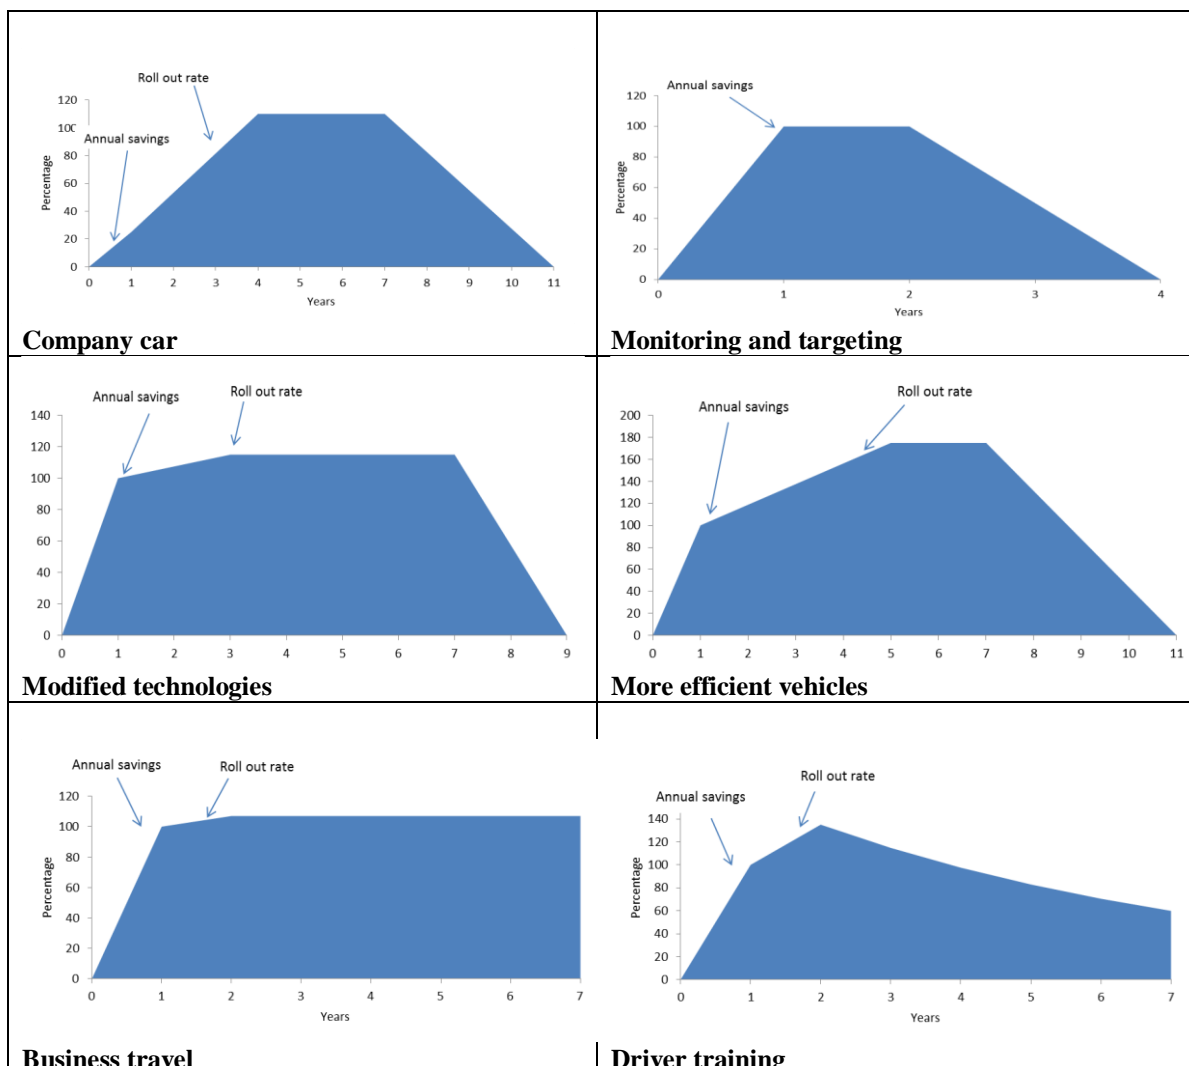 Roll out rate
120
100
Annual savings
80
60
40
20
0
Percentage
0 1 2 3 4 5 6 7 8 9 10 11
Years
Company car
Annual savings
120
100
80
60
40
20
0
Percentage
0 1 2 3 4
Years
Monitoring and targeting
Annual savings
Roll out rate
140
120
100
80
60
40
20
0
0 1 2 3 4 5 6 7 8 9
Modified technologies
Roll out rate
Annual savings
200
180
160
140
120
100
80
60
40
20
0
0 1 2 3 4 5 6 7 8 9 10 11
More efficient vehicles
Annual savings
Roll out rate
120
100
80
60
40
20
0
Percentage
0 1 2 3 4 5 6 7
Years
Business travel
Roll out rate
Annual savings
140
120
100
80
60
40
20
0
Percentage
0 1 2 3 4 5 6 7
Years
Driver training